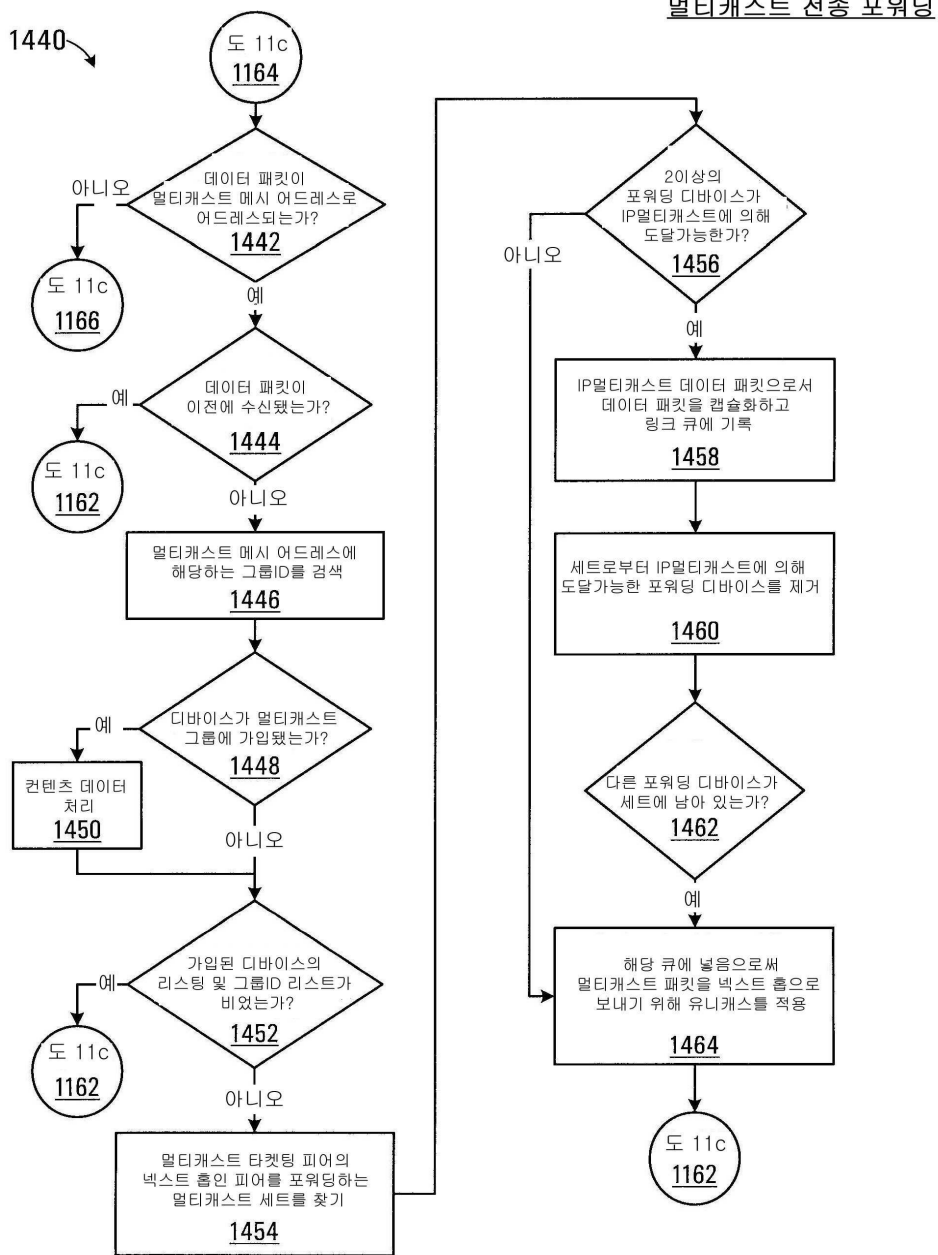 멀티캐스트 전송 포워딩
1440
도 11c
1164
데이터 패킷이
멀티캐스트 메시 어드레스로
어드레스되는가?
1442
아니오
도 11c
1166
예
데이터 패킷이
이전에 수신됐는가?
1444
예
도 11c
1162
아니오
멀티캐스트 메시 어드레스에
해당하는 그룹ID를 검색
1446
디바이스가 멀티캐스트
그룹에 가입됐는가?
1448
예
컨텐츠 데이터
처리
1450
아니오
가입된 디바이스의
리스팅 및 그룹ID 리스트가
비었는가?
1452
예
도 11c
1162
아니오
멀티캐스트 타켓팅 피어의
넥스트 홉인 피어를 포워딩하는
멀티캐스트 세트를 찾기
1454
2이상의
포워딩 디바이스가
IP멀티캐스트에 의해
도달가능한가?
1456
아니오
예
IP멀티캐스트 데이터 패킷으로서
데이터 패킷을 캡슐화하고
링크 큐에 기록
1458
세트로부터 IP멀티캐스트에 의해
도달가능한 포워딩 디바이스를 제거
1460
다른 포워딩 디바이스가
세트에 남아 있는가?
1462
예
해당 큐에 넣음으로써
멀티캐스트 패킷을 넥스트 홉으로
보내기 위해 유니캐스틀 적용
1464
도 11c
1162